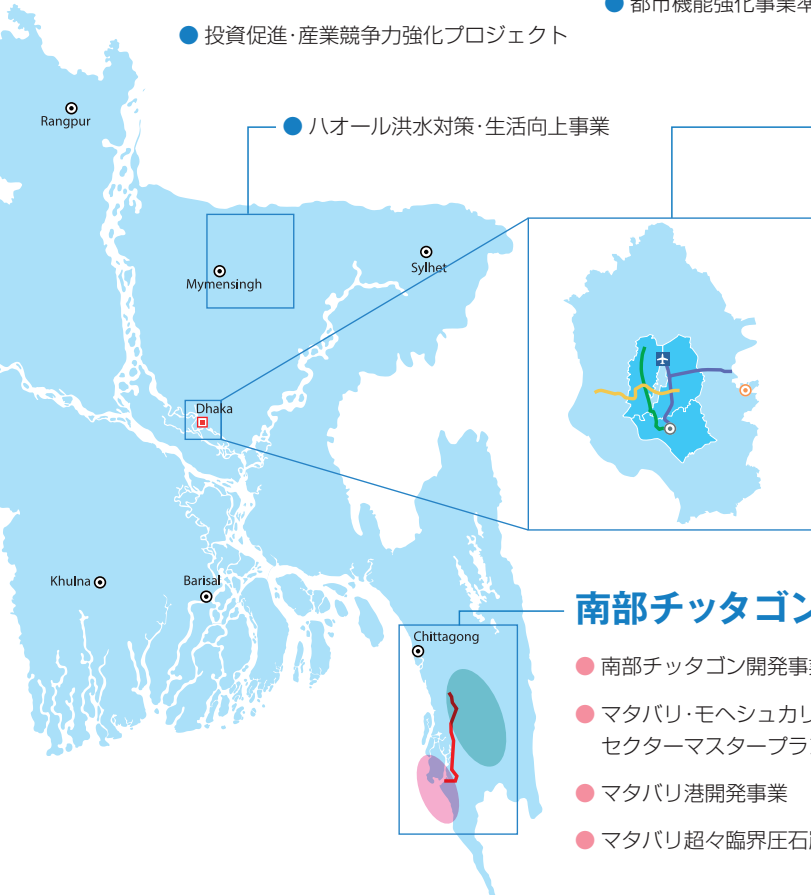 都市機能強化事業準
● 投資促進・産業競争力強化プロジェクト
Rangpur
● ハオール洪水対策・生活向上事業
Sylhet
Mymensingh
Dhaka
Khulna
Barisal
南部チッタゴン
Chittagong
● 南部チッタゴン開発事業
● マタバリ・モヘシュカリ
セクターマスタープラン
● マタバリ港開発事業
● マタバリ超々臨界圧石